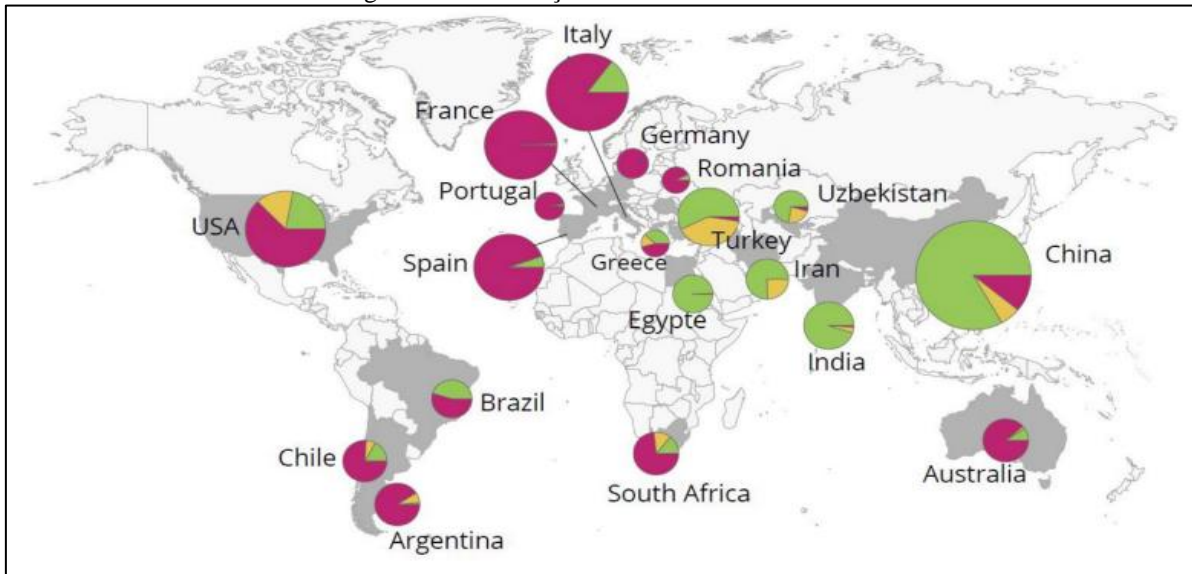 Italy
France
Germany
Romania
Portugal
Uzbekistan
USA
Turkey
China
Spain
Greece
Iran
Egypte
India
Brazil
Chile
Australia
South Africa
Argentina